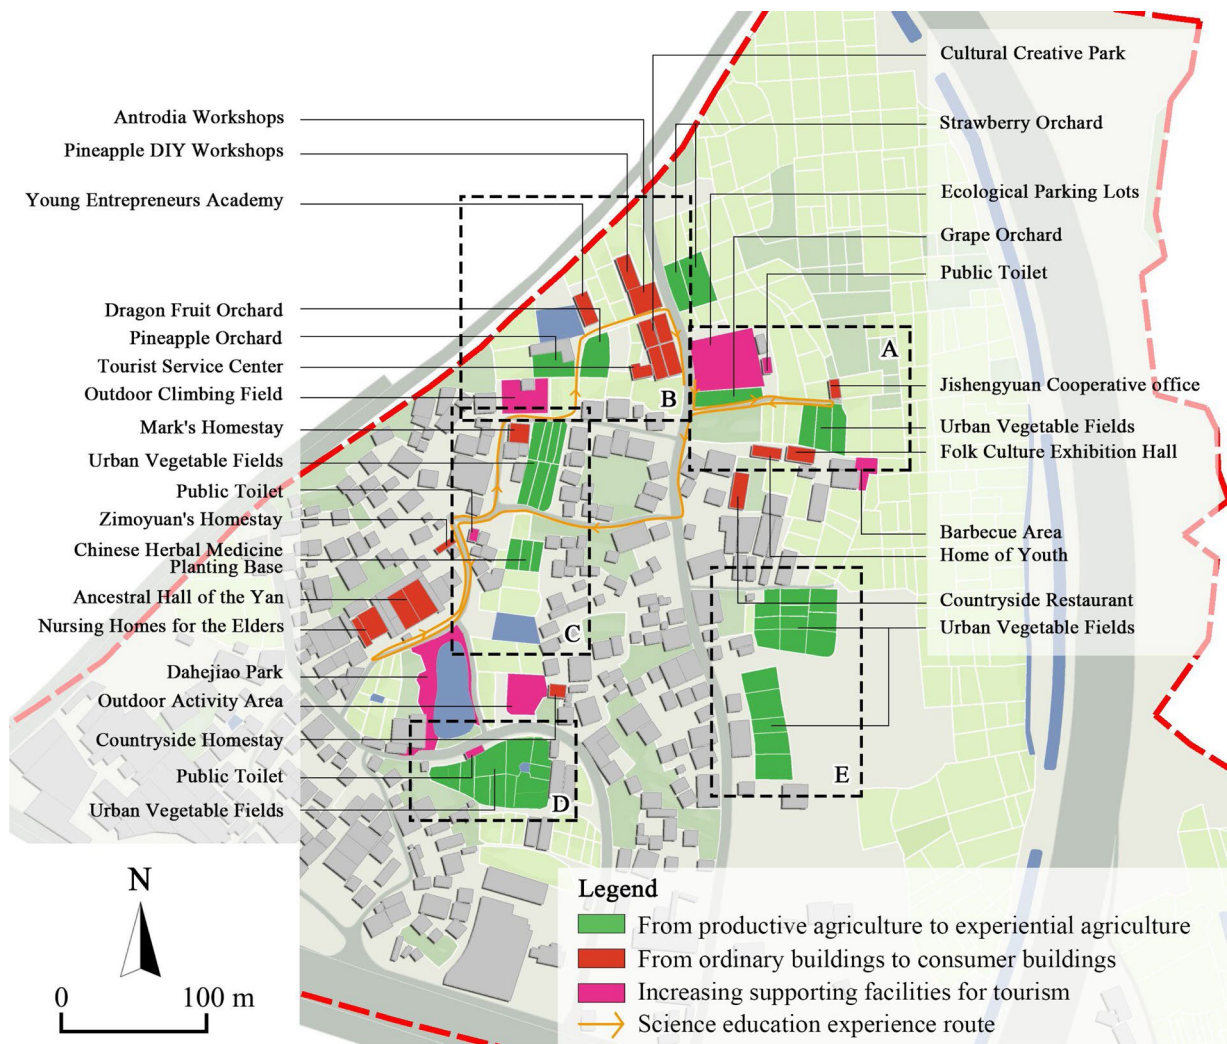 Antrodia Workshops
Pineapple DIY Workshops
Young Entrepreneurs Academy
Dragon Fruit Orchard
Pineapple Orchard
Tourist Service Center
Outdoor Climbing Field
Mark's Homestay
Urban Vegetable Fields
Public Toilet
Zimoyuan's Homestay
Chinese Herbal Medicine
Planting Base
Ancestral Hall of the Yan
Nursing Homes for the Elders
Dahejiao Park
Outdoor Activity Area
Countryside Homestay
Public Toilet
Urban Vegetable Fields
Cultural Creative Park
Strawberry Orchard
Ecological Parking Lots
Grape Orchard
Public Toilet
Jishengyuan Cooperative office
Urban Vegetable Fields
Folk Culture Exhibition Hall
Barbecue Area
Home of Youth
Countryside Restaurant
Urban Vegetable Fields
A
B
C
D
E
N
0 100 m
Legend
From productive agriculture to experiential agriculture
From ordinary buildings to consumer buildings
Increasing supporting facilities for tourism
Science education experience route